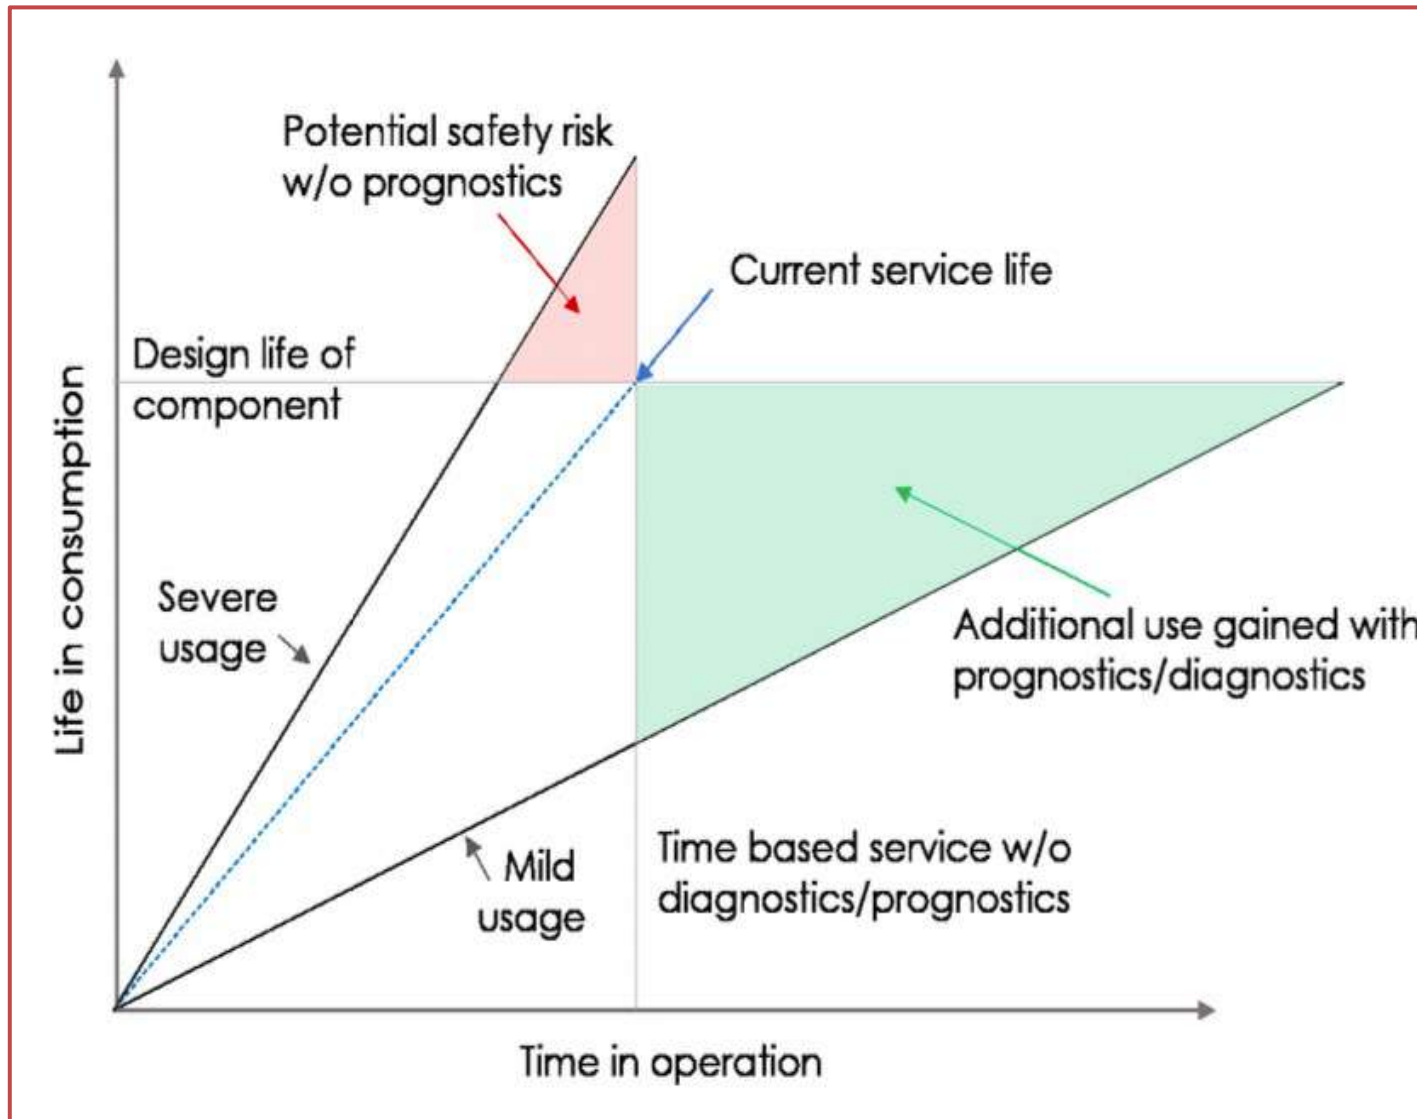 Potential safety risk
w/o prognostics
Current service life
Design life of
component
Life in consumption
Severe
usage
Additional use gained with
prognostics/diagnostics
Mild
usage
Time based service w/o
diagnostics/prognostics
Time in operation